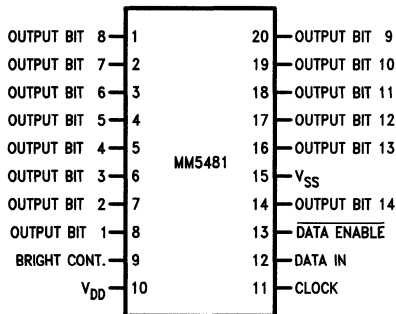 OUTPUT BIT 8 1 20 OUTPUT BIT 9
OUTPUT BIT 7 2 19 OUTPUT BIT 10
OUTPUT BIT 6 3 18 OUTPUT BIT 11
OUTPUT BIT 5 4 17 OUTPUT BIT 12
OUTPUT BIT 4 5 16 OUTPUT BIT 13
MM5481
OUTPUT BIT 3 6 15 VSS
OUTPUT BIT 2 7 14 OUTPUT BIT 14
OUTPUT BIT 1 8 13 DATA ENABLE
BRIGHT CONT. 9 12 DATA IN
VDD 10 11 CLOCK